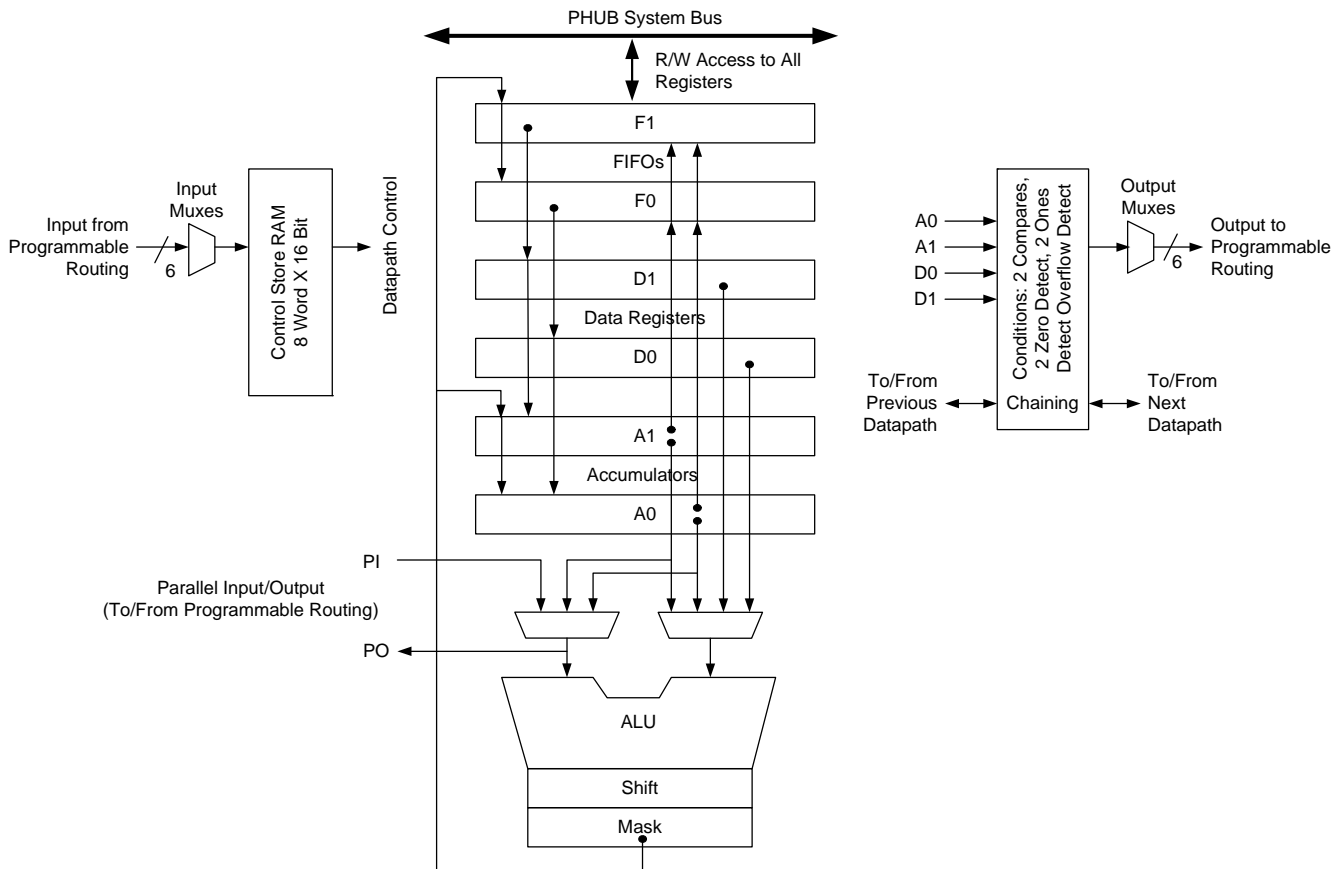 PHUB System Bus
R/W Access to All
Registers
F1
FIFOs
F0
D1
Data Registers
D0
A1
Accumulators
A0
Input from
Programmable
Routing
6
Input
Muxes
Control Store RAM
8 Word X 16 Bit
Datapath Control
A0
A1
D0
D1
Conditions: 2 Compares,
2 Zero Detect, 2 Ones
Detect Overflow Detect
Output
Muxes
6
Output to
Programmable
Routing
To/From
Previous
Datapath
Chaining
To/From
Next
Datapath
PI
Parallel Input/Output
(To/From Programmable Routing)
PO
ALU
Shift
Mask